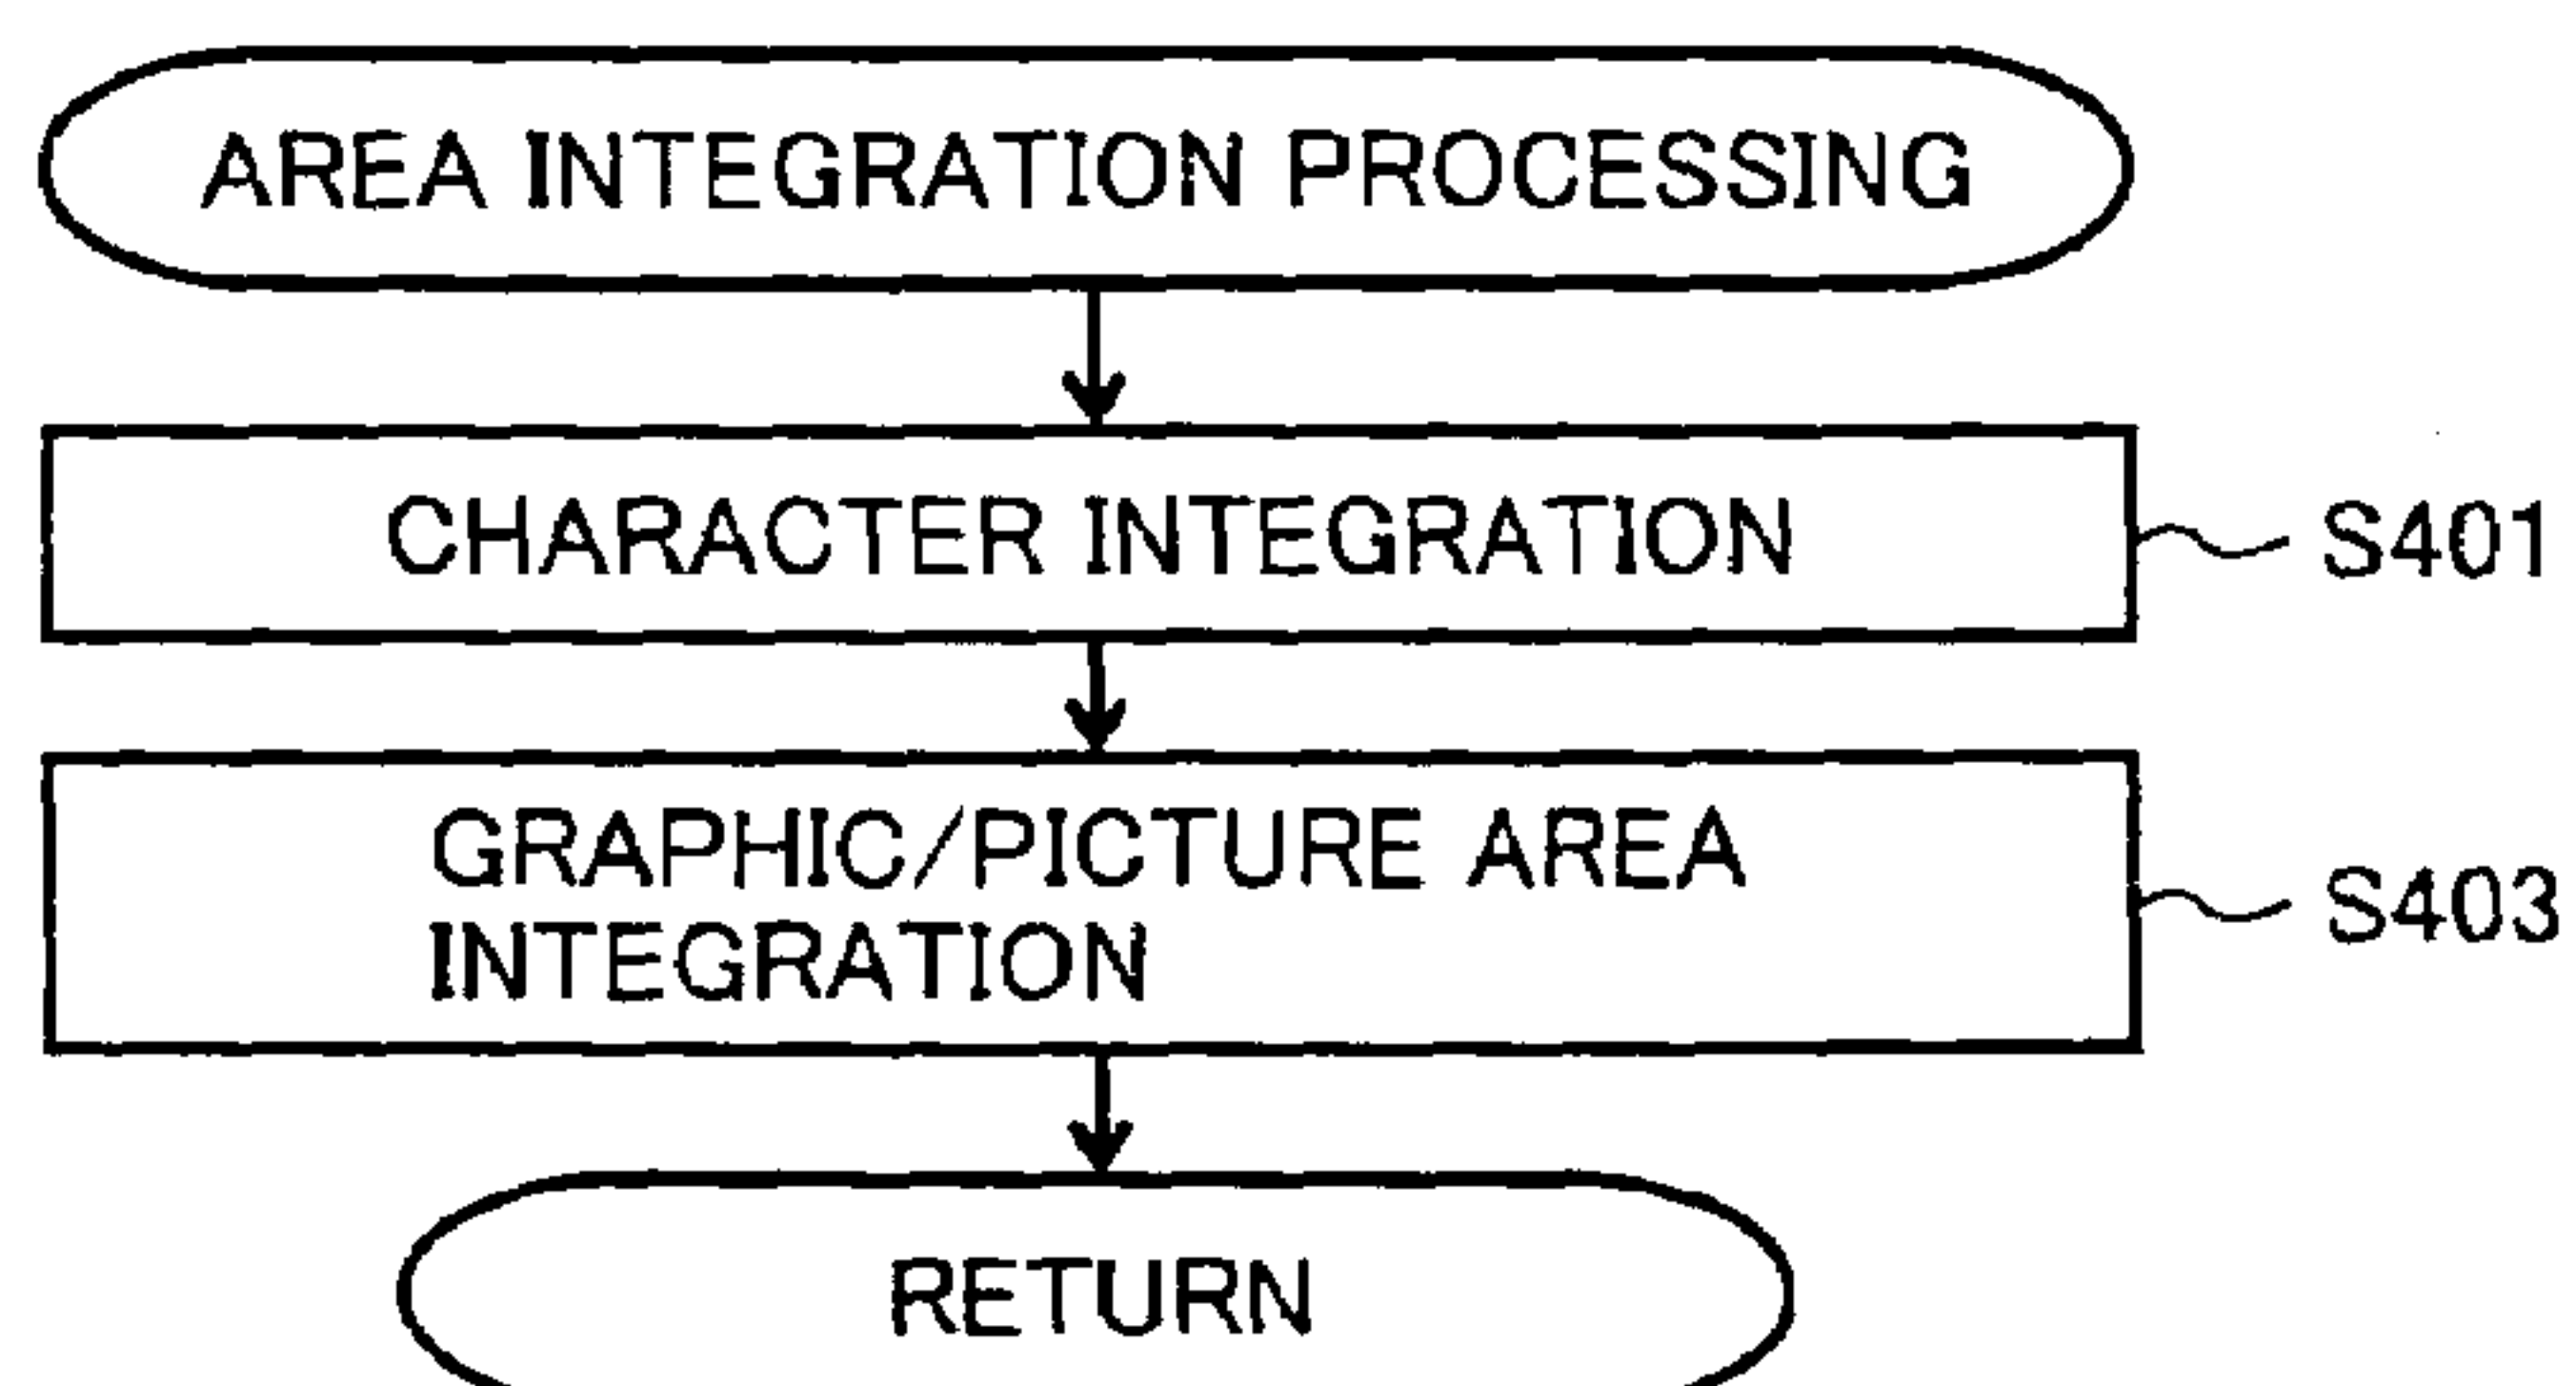 AREA INTEGRATION PROCESSING
CHARACTER INTEGRATION
S401
GRAPHIC/PICTURE AREA
INTEGRATION
S403
RETURN